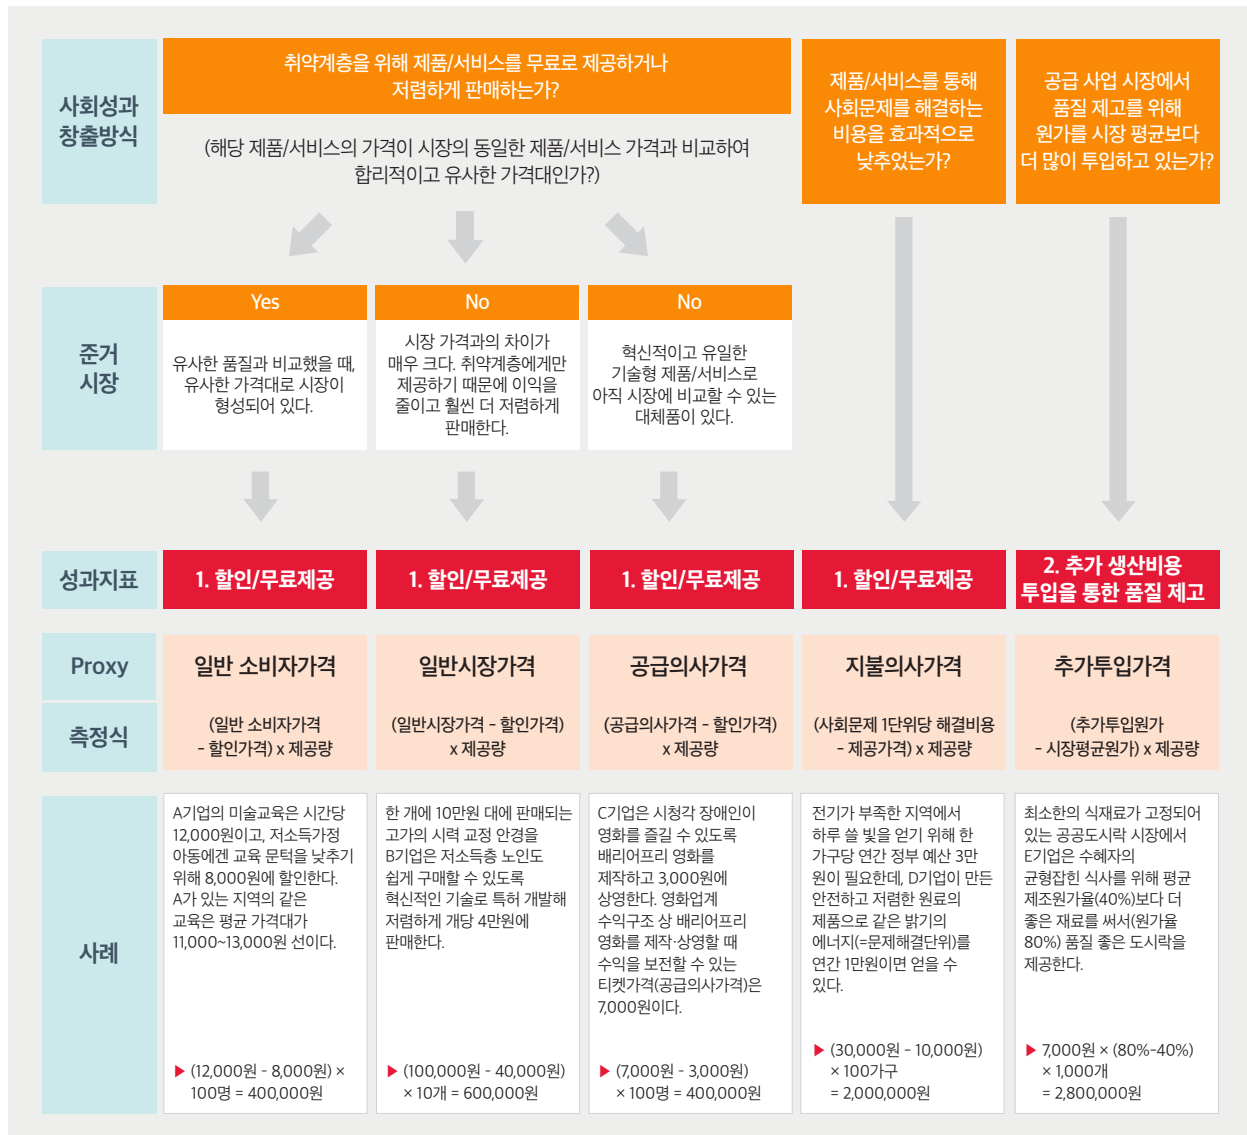 사회성과
창출방식
취약계층을 위해 제품/서비스를 무료로 제공하거나
저렴하게 판매하는가?
(해당 제품/서비스의 가격이 시장의 동일한 제품/서비스 가격과 비교하여
합리적이고 유사한 가격대인가?)
제품/서비스를 통해
사회문제를 해결하는
비용을 효과적으로
낮추었는가?
공급 사업 시장에서
품질 제고를 위해
원가를 시장 평균보다
더 많이 투입하고 있는가?
준거
시장
Yes
유사한 품질과 비교했을 때,
유사한 가격대로 시장이
형성되어 있다.
No
시장 가격과의 차이가
매우 크다. 취약계층에게만
제공하기 때문에 이익을
줄이고 훨씬 더 저렴하게
판매한다.
No
혁신적이고 유일한
기술형 제품/서비스로
아직 시장에 비교할 수 있는
대체품이 있다.
성과지표
1. 할인/무료제공
1. 할인/무료제공
1. 할인/무료제공
1. 할인/무료제공
2. 추가 생산비용
투입을 통한 품질 제고
Proxy
일반 소비자가격
일반시장가격
공급의사가격
지불의사가격
추가투입가격
측정식
(일반 소비자가격
- 할인가격) x 제공량
(일반시장가격 - 할인가격)
x 제공량
(공급의사가격 - 할인가격)
x 제공량
(사회문제 1단위당 해결비용
- 제공가격) x 제공량
(추가투입원가
- 시장평균원가) x 제공량
사례
A기업의 미술교육은 시간당
12,000원이고, 저소득가정
아동에겐 교육 문턱을 낮추기
위해 8,000원에 할인한다.
A가 있는 지역의 같은
교육은 평균 가격대가
11,000~13,000원 선이다.
▶ (12,000원 - 8,000원) ×
100명 = 400,000원
한 개에 10만원 대에 판매되는
고가의 시력 교정 안경을
B기업은 저소득층 노인도
쉽게 구매할 수 있도록
혁신적인 기술로 특허 개발해
저렴하게 개당 4만원에
판매한다.
▶ (100,000원 - 40,000원)
× 10개 = 600,000원
C기업은 시청각 장애인이
영화를 즐길 수 있도록
배리어프리 영화를
제작하고 3,000원에
상영한다. 영화업계
수익구조 상 배리어프리
영화를 제작·상영할 때
수익을 보전할 수 있는
티켓가격(공급의사가격)은
7,000원이다.
▶ (7,000원 - 3,000원)
× 100명 = 400,000원
전기가 부족한 지역에서
하루 쓸 빛을 얻기 위해 한
가구당 연간 정부 예산 3만
원이 필요한데, D기업이 만든
안전하고 저렴한 원료의
제품으로 같은 밝기의
에너지(=문제해결단위)를
연간 1만원이면 얻을 수
있다.
▶ (30,000원 - 10,000원)
× 100가구
= 2,000,000원
최소한의 식재료가 고정되어
있는 공공도시락 시장에서
E기업은 수혜자의
균형잡힌 식사를 위해 평균
제조원가율(40%)보다 더
좋은 재료를 써서(원가율
80%) 품질 좋은 도시락을
제공한다.
▶ 7,000원 × (80%-40%)
× 1,000개
= 2,800,000원